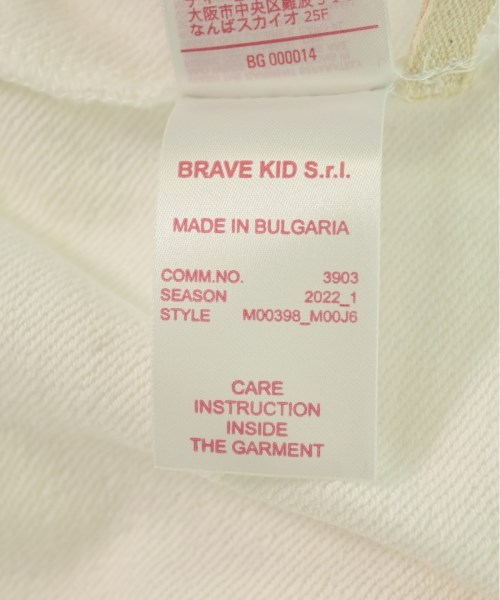 大阪市中央区難波5
なんばスカイオ 25F
BG 000014
BRAVE KID S.r.l.
MADE IN BULGARIA
COMM.NO. 3903
SEASON 2022_1
STYLE M00398_M00J6
CARE
INSTRUCTION
INSIDE
THE GARMENT